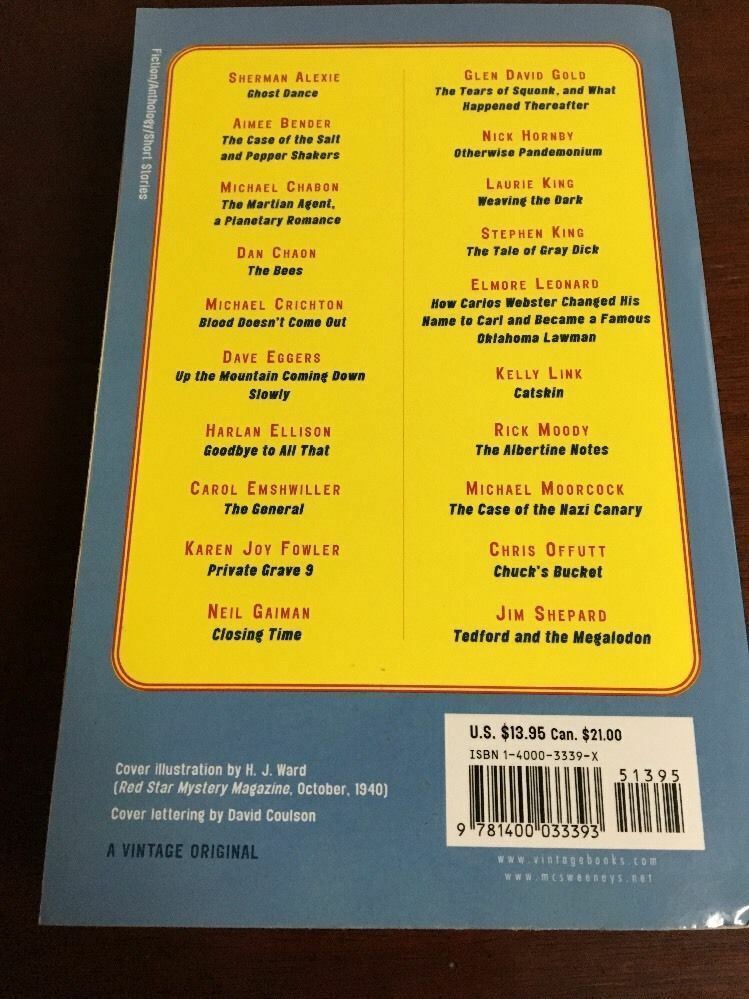 Fiction/Anthology/Short Stories
SHERMAN ALEXIE
Ghost Dance
AIMEE BENDER
The Case of the Salt
and Pepper Shakers
MICHAEL CHABON
The Martian Agent,
a Planetary Romance
DAN CHAON
The Bees
MICHAEL CRICHTON
Blood Doesn't Come Out
DAVE EGGERS
Up the Mountain Coming Down
Slowly
HARLAN ELLISON
Goodbye to All That
CAROL EMSHWILLER
The General
KAREN JOY FOWLER
Private Grave 9
NEIL GAIMAN
Closing Time
GLEN DAVID GOLD
The Tears of Squonk, and What
Happened Thereafter
NICK HORNBY
Otherwise Pandemonium
LAURIE KING
Weaving the Dark
STEPHEN KING
The Tale of Gray Dick
ELMORE LEONARD
How Carlos Webster Changed His
Name to Carl and Became a Famous
Oklahoma Lawman
KELLY LINK
Catskin
RICK MOODY
The Albertine Notes
MICHAEL MOORCOCK
The Case of the Nazi Canary
CHRIS OFFUTT
Chuck's Bucket
JIM SHEPARD
Tedford and the Megalodon
Cover illustration by H. J. Ward
(Red Star Mystery Magazine, October, 1940)
Cover lettering by David Coulson
A VINTAGE ORIGINAL
U.S. $13.95 Can. $21.00
ISBN 1-4000-3339-X
51395
9 781400 033393
www.vintagebooks.com
www.mcsweeneys.net